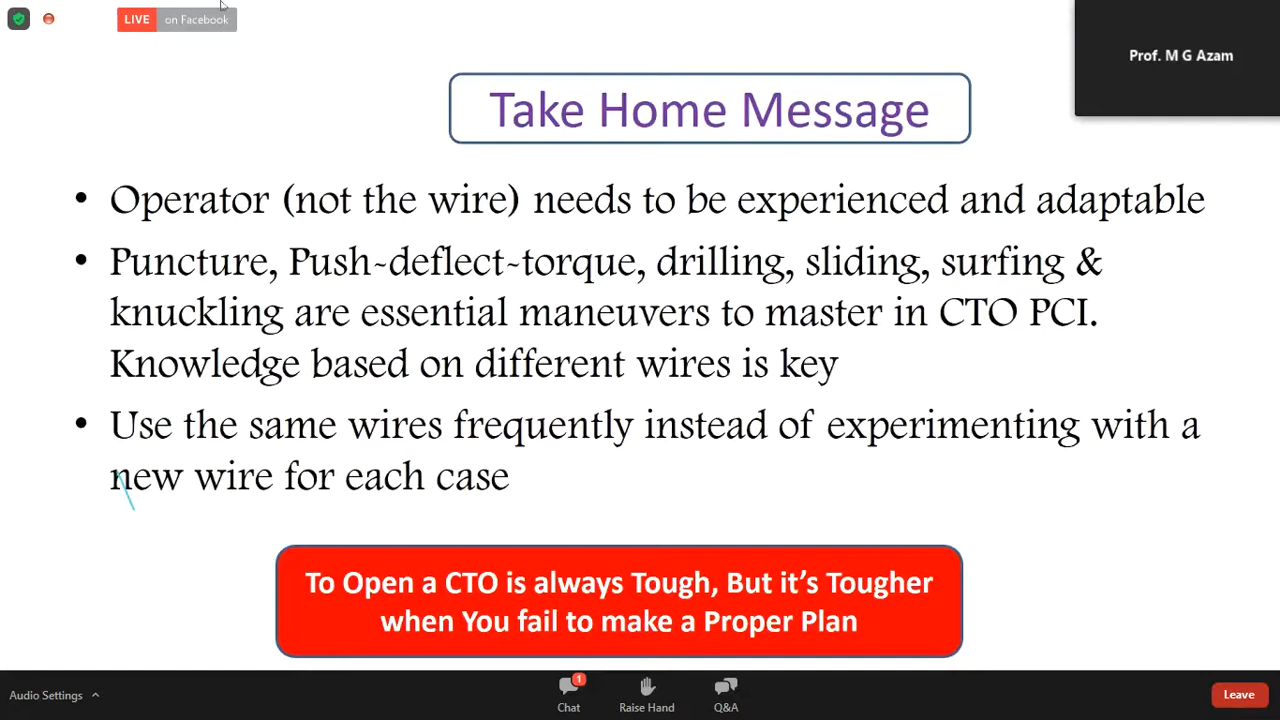 LIVE on Facebook
Prof. M G Azam
Take Home Message
• Operator (not the wire) needs to be experienced and adaptable
• Puncture, Push-deflect-torque, drilling, sliding, surfing &
knuckling are essential maneuvers to master in CTO PCI.
Knowledge based on different wires is key
• Use the same wires frequently instead of experimenting with a
new wire for each case
To Open a CTO is always Tough, But it's Tougher
when You fail to make a Proper Plan
Audio Settings
1
Chat
Raise Hand
Q&A
Leave